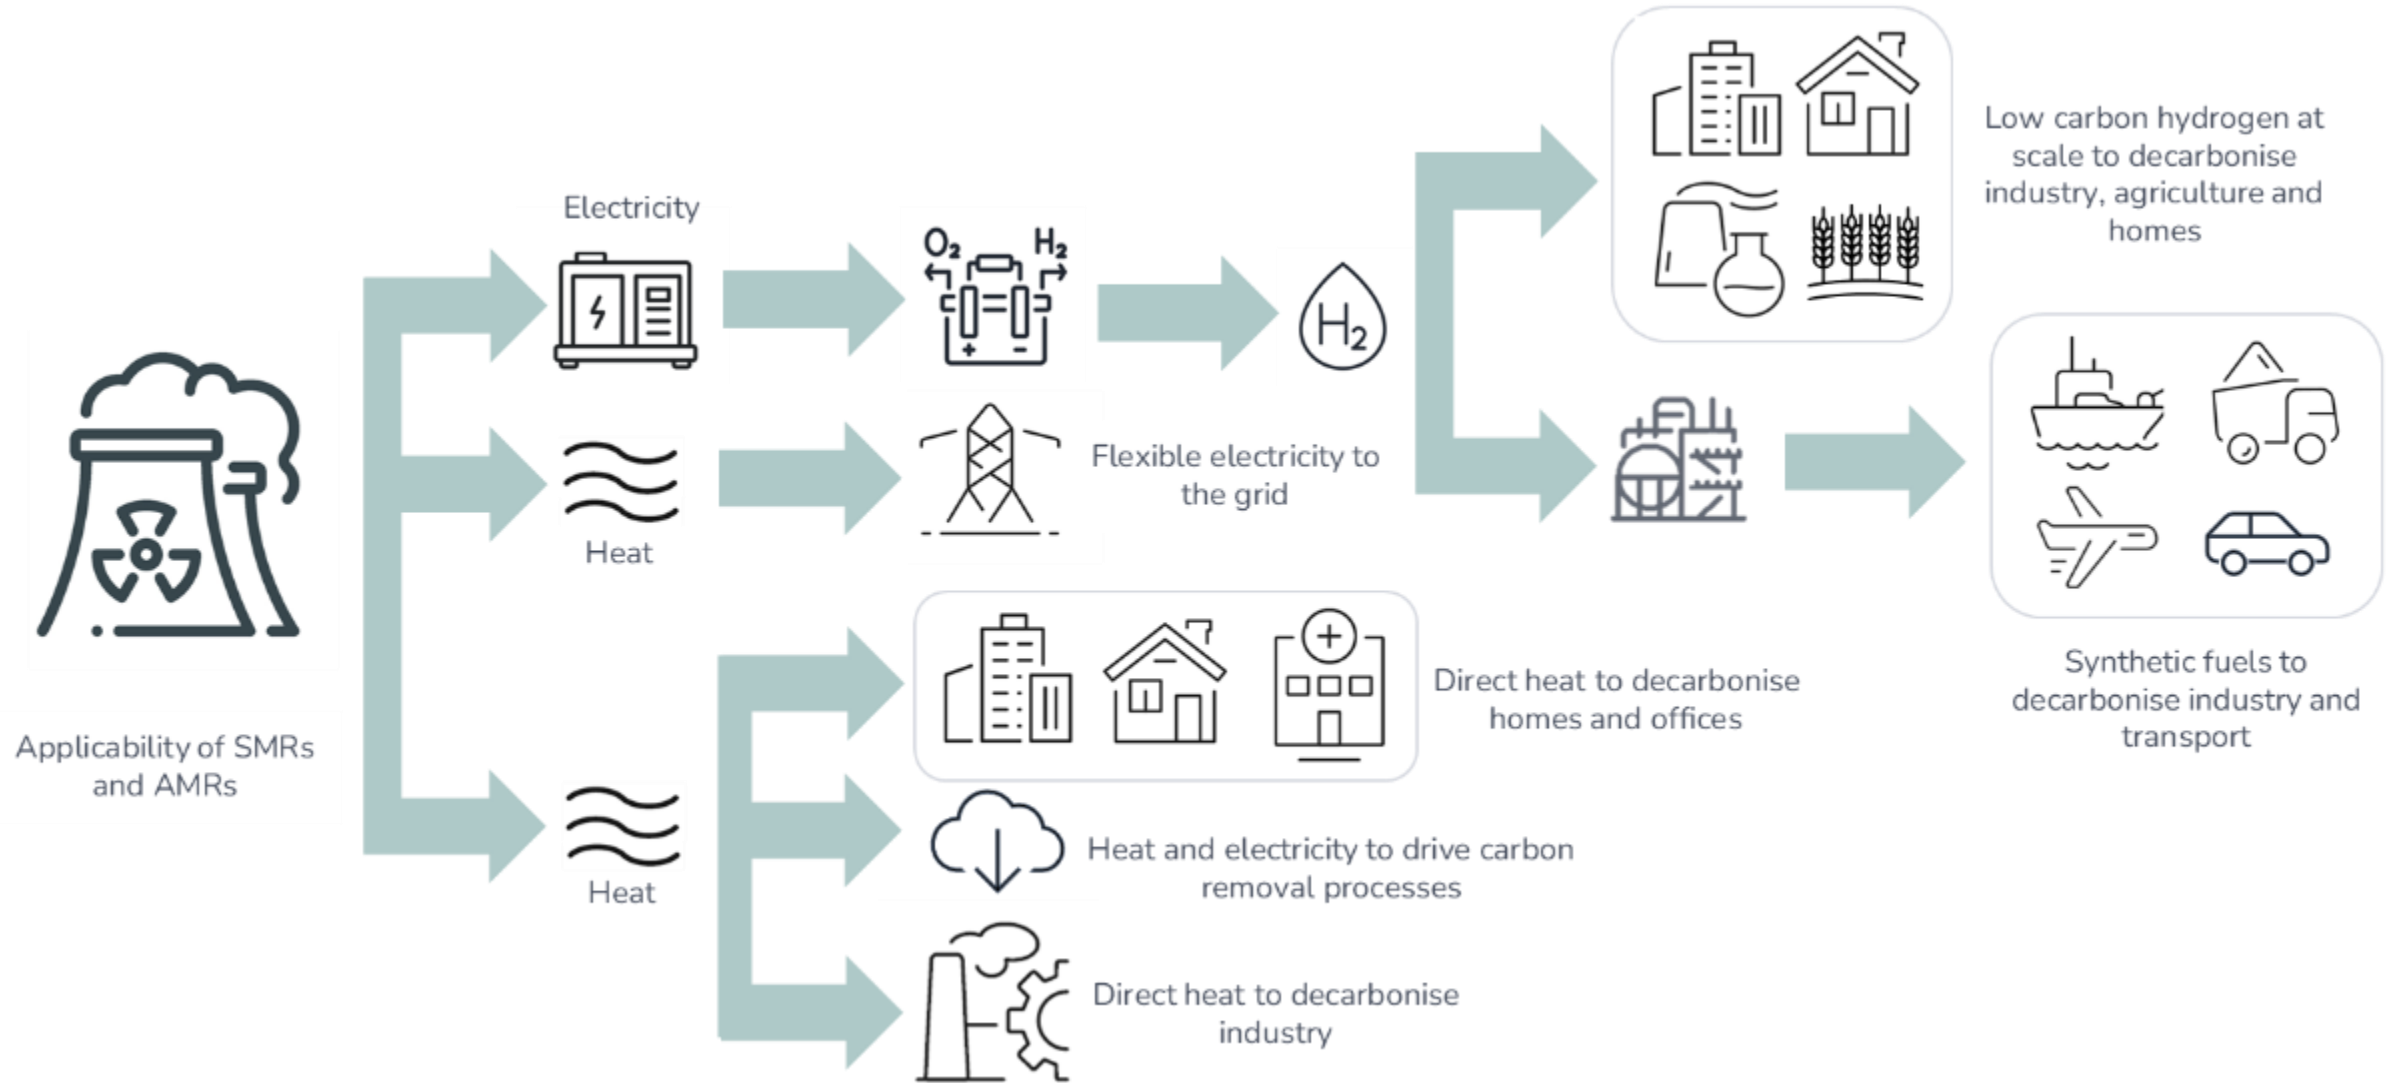 Applicability of SMRs
and AMRs
Electricity
Heat
Heat
O₂
H₂
+
-
H₂
Flexible electricity to
the grid
Direct heat to decarbonise
homes and offices
Heat and electricity to drive carbon
removal processes
Direct heat to decarbonise
industry
Low carbon hydrogen at
scale to decarbonise
industry, agriculture and
homes
Synthetic fuels to
decarbonise industry and
transport